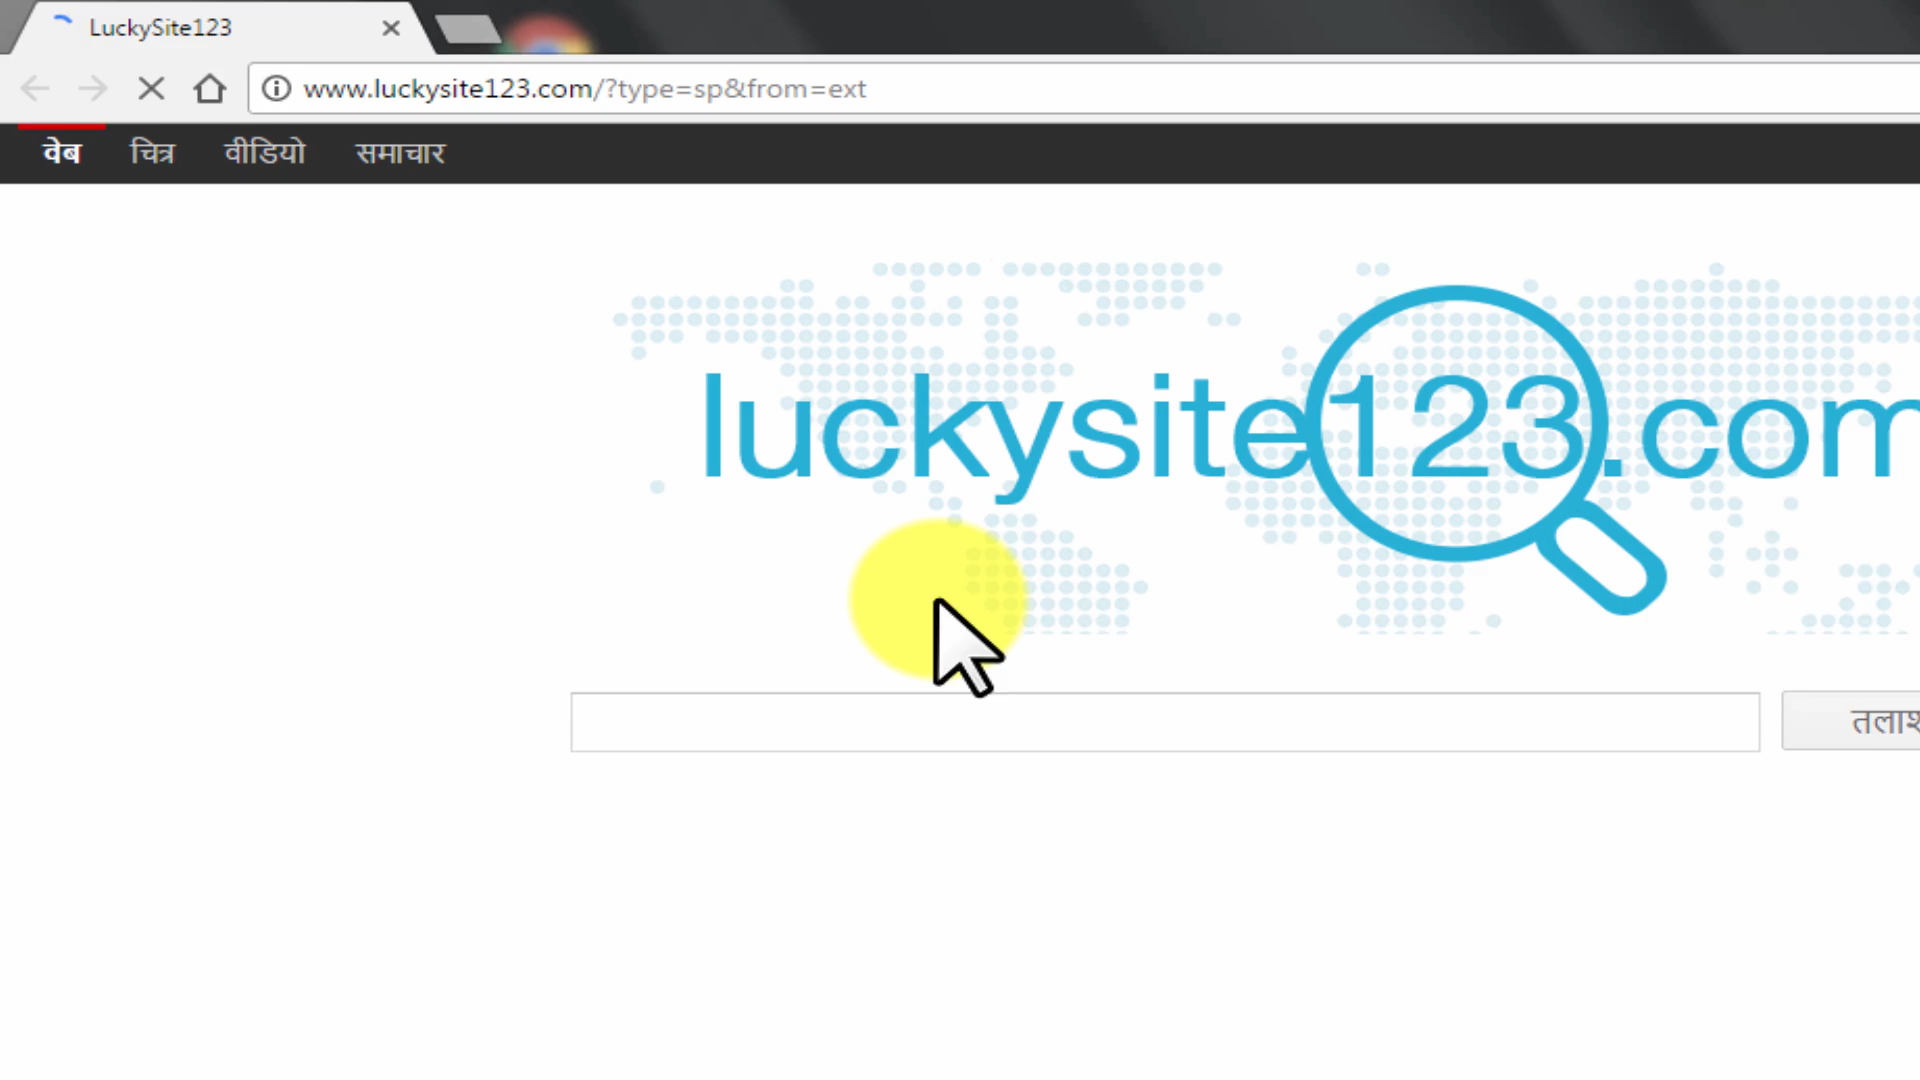 LuckySite123
www.luckysite123.com/?type=sp&from=ext
वेब चित्र वीडियो समाचार
luckysite123.com